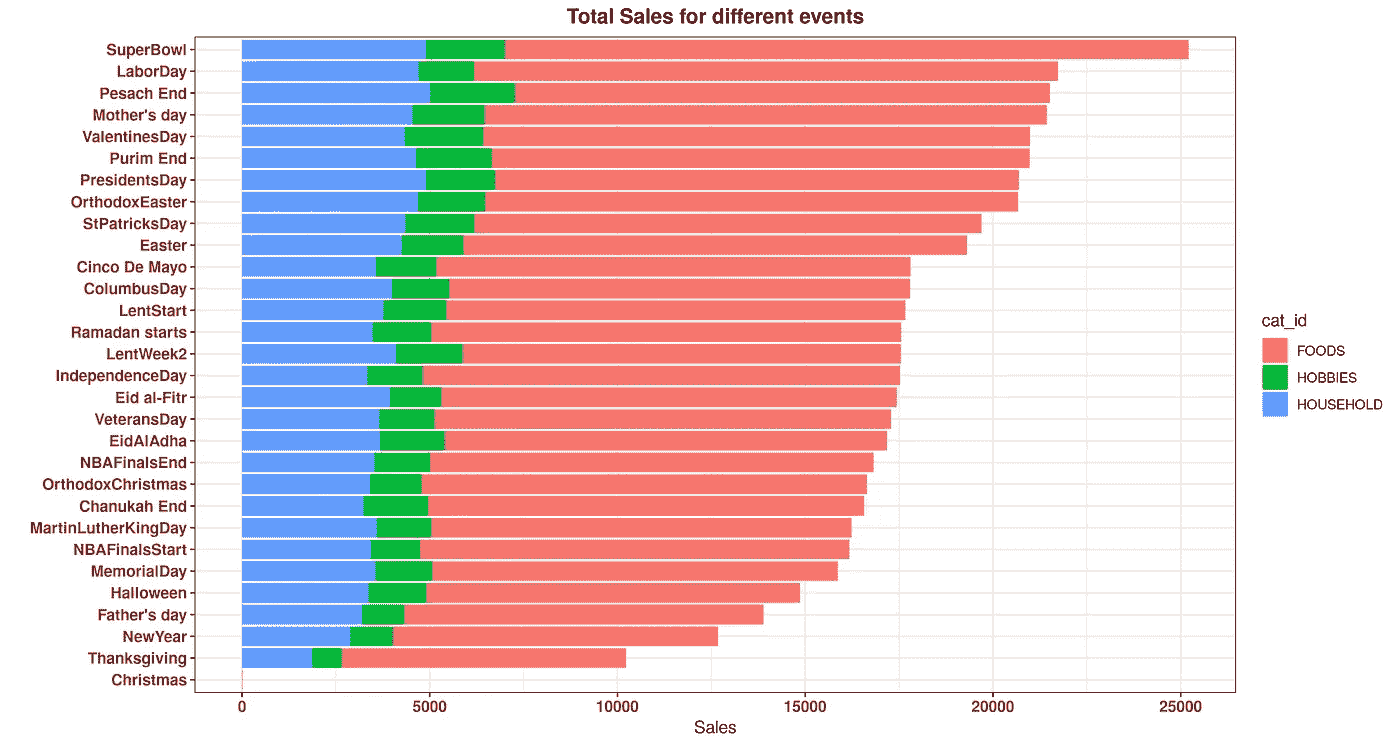 Total Sales for different events
SuperBowl
LaborDay
Pesach End
Mother's day
ValentinesDay
Purim End
PresidentsDay
OrthodoxEaster
StPatricksDay
Easter
Cinco De Mayo
ColumbusDay
LentStart
Ramadan starts
LentWeek2
IndependenceDay
Eid al-Fitr
VeteransDay
EidAlAdha
NBAFinalsEnd
OrthodoxChristmas
Chanukah End
MartinLutherKingDay
NBAFinalsStart
MemorialDay
Halloween
Father's day
NewYear
Thanksgiving
Christmas
0 5000 10000 15000 20000 25000
Sales
cat_id
FOODS
HOBBIES
HOUSEHOLD